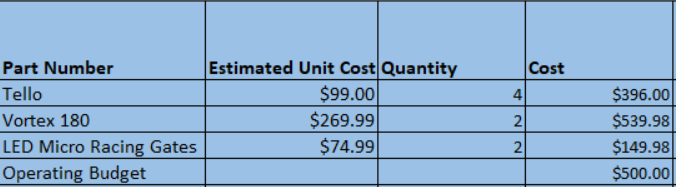 Part Number Estimated Unit Cost Quantity Cost
Tello $99.00 4 $396.00
Vortex 180 $269.99 2 $539.98
LED Micro Racing Gates $74.99 2 $149.98
Operating Budget $500.00